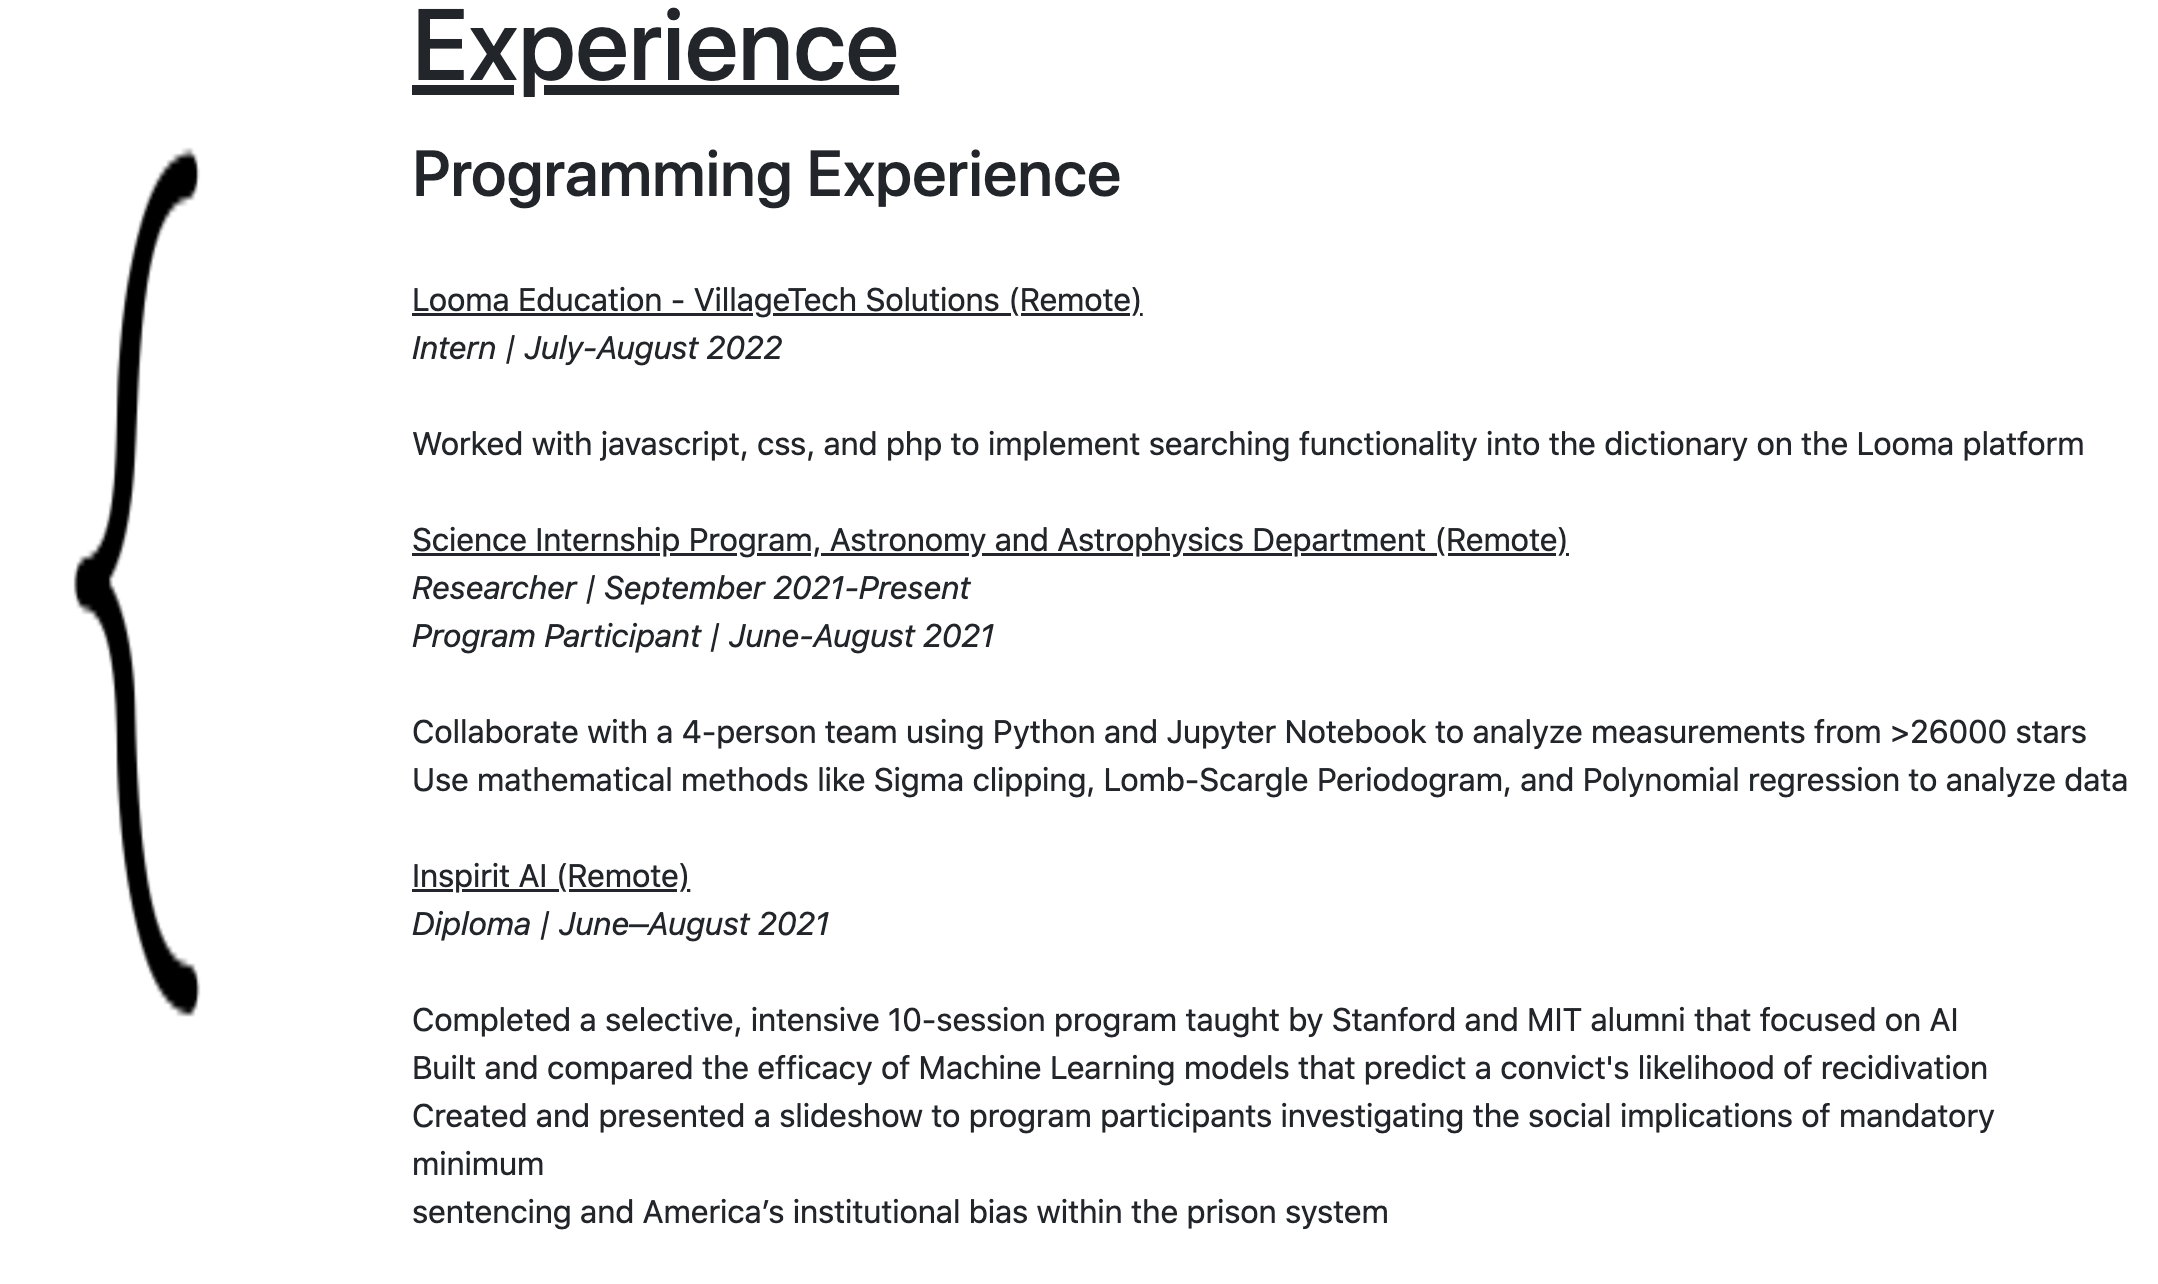 Experience
Programming Experience
Looma Education - VillageTech Solutions (Remote)
Intern | July-August 2022
Worked with javascript, css, and php to implement searching functionality into the dictionary on the Looma platform
Science Internship Program, Astronomy and Astrophysics Department (Remote)
Researcher | September 2021-Present
Program Participant | June-August 2021
Collaborate with a 4-person team using Python and Jupyter Notebook to analyze measurements from >26000 stars
Use mathematical methods like Sigma clipping, Lomb-Scargle Periodogram, and Polynomial regression to analyze data
Inspirit AI (Remote)
Diploma | June—August 2021
Completed a selective, intensive 10-session program taught by Stanford and MIT alumni that focused on AI
Built and compared the efficacy of Machine Learning models that predict a convict's likelihood of recidivation
Created and presented a slideshow to program participants investigating the social implications of mandatory
minimum
sentencing and America’s institutional bias within the prison system